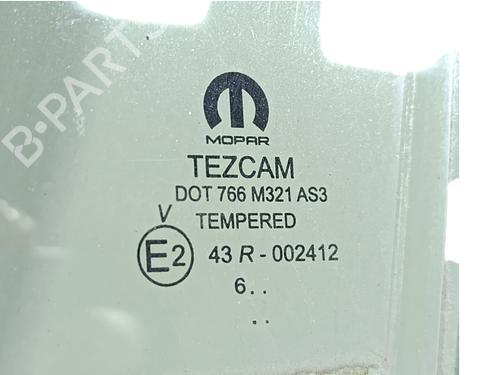 B-PARTS
MOPAR
TEZCAM
DOT 766 M321 AS3
TEMPERED
V
E2 43 R - 002412
6..
..